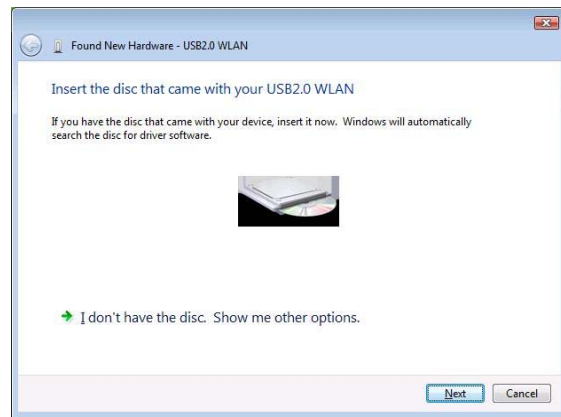 Found New Hardware - USB2.0 WLAN
Insert the disc that came with your USB2.0 WLAN
If you have the disc that came with your device, insert it now. Windows will automatically
search the disc for driver software.
I don't have the disc. Show me other options.
Next Cancel